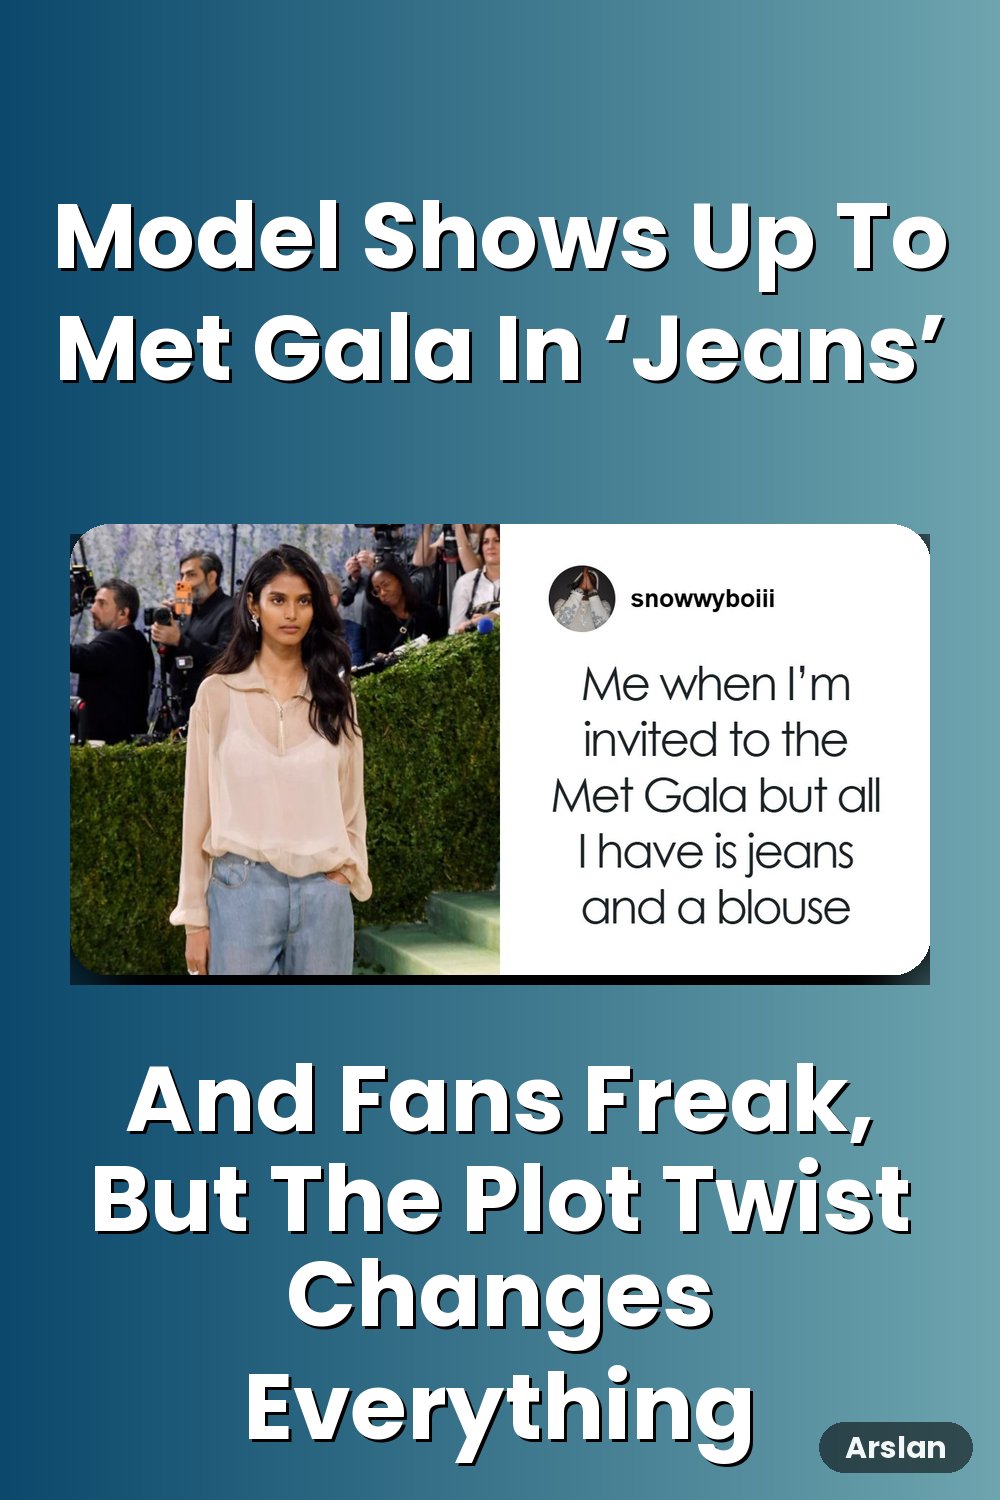 Model Shows Up To
Met Gala In ‘Jeans’
snowwyboiii
Me when I’m
invited to the
Met Gala but all
I have is jeans
and a blouse
And Fans Freak,
But The Plot Twist
Changes
Everything
Arslan